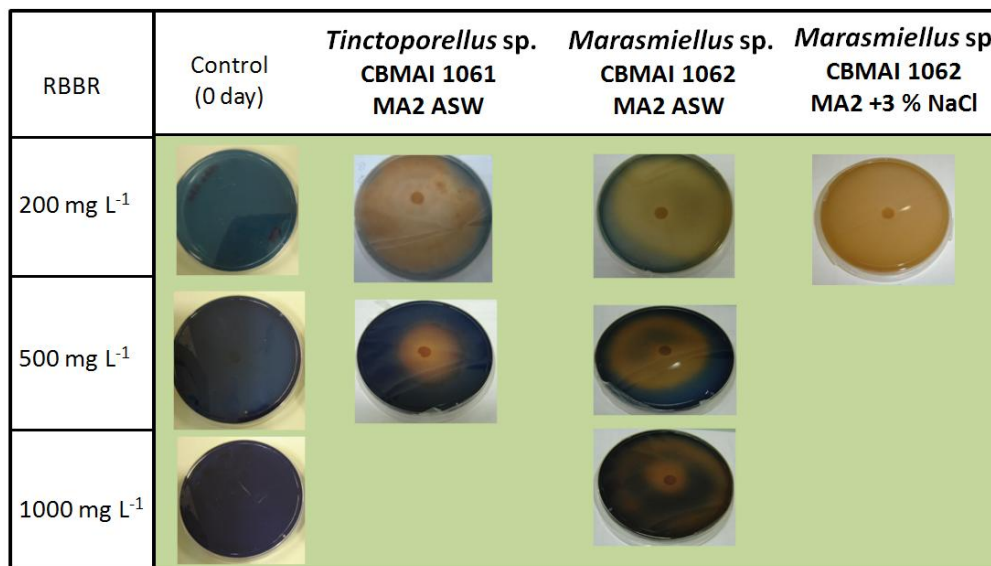 RBBR
Control
(0 day)
Tinctoporellus sp.
CBMAI 1061
MA2 ASW
Marasmiellus sp.
CBMAI 1062
MA2 ASW
Marasmiellus sp
CBMAI 1062
MA2 +3 % NaCl
200 mg L⁻¹
500 mg L⁻¹
1000 mg L⁻¹